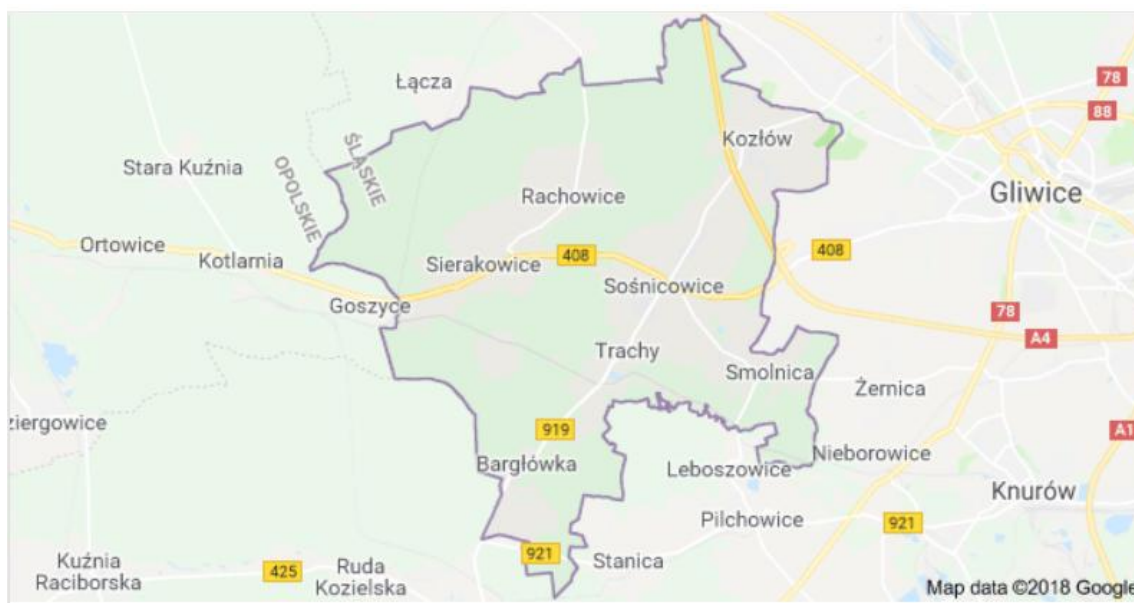 Łącza
78
88
Kozłów
ŚLĄSKIE
OPOLSKIE
Stara Kuźnia
Rachowice
Gliwice
Ortowice
Kotlarnia
Sierakowice
408
408
Sośnicowice
Goszyce
78
A4
Trachy
Smolnica
Żernica
ziergowice
919
A1
Bargłówka
Leboszowice
Nieborowice
Knurów
Pilchowice
921
921
Stanica
Kuźnia
Raciborska
425
Ruda
Kozielska
Map data ©2018 Google